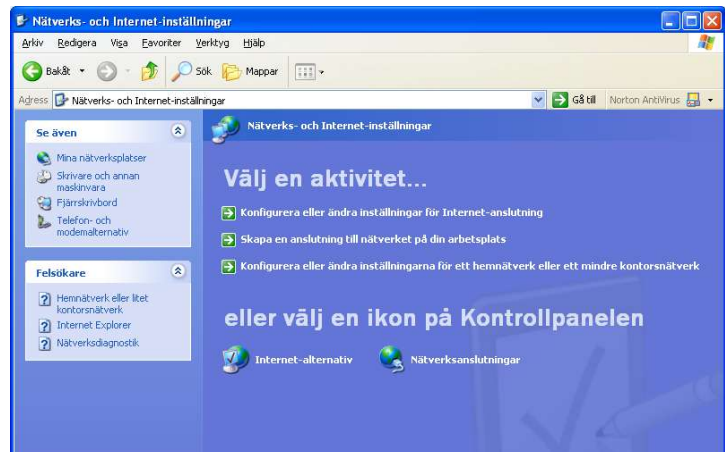 Nätverks- och Internet-inställningar
Arkiv Redigera Visa Favoriter Verktyg Hjälp
Bakåt Sök Mappar
Adress Nätverks- och Internet-inställningar Gå till Norton AntiVirus
Se även
Mina nätverksplatser
Skrivare och annan
maskinvara
Fjärrskrivbord
Telefon- och
modemalternativ
Felsökare
Hemnätverk eller litet
kontorsnätverk
Internet Explorer
Nätverksdiagnostik
Nätverks- och Internet-inställningar
Välj en aktivitet...
Konfigurera eller ändra inställningar för Internet-anslutning
Skapa en anslutning till nätverket på din arbetsplats
Konfigurera eller ändra inställningarna för ett hemnätverk eller ett mindre kontorsnätverk
eller välj en ikon på Kontrollpanelen
Internet-alternativ Nätverksanslutningar